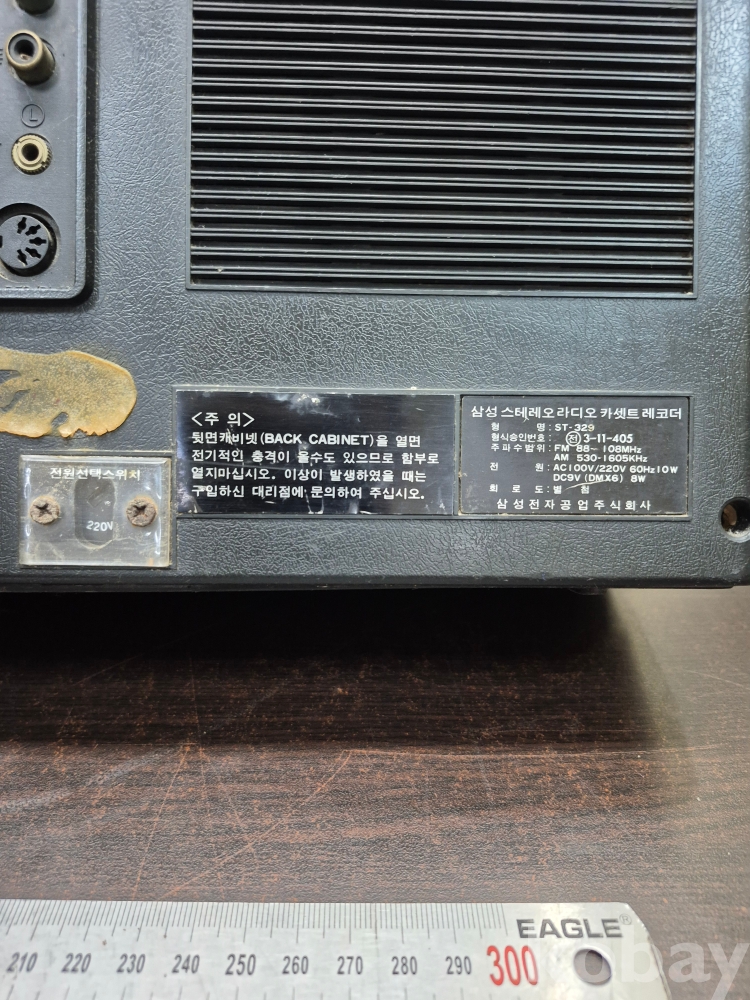 L
<주 의>
뒷면캐비넷(BACK CABINET)을 열면
전기적인 충격이 올수도 있으므로 함부로
열지마십시오. 이상이 발생하였을 때는
구입하신 대리점에 문의하여 주십시오.
삼성 스테레오 라디오 카셋트 레코더
형 명 : ST-329
형식승인번호 : 전 3-11-405
주파수범위 : FM 88~108MHz
AM 530-1605KHz
전 원 : AC100V/220V 60Hz 10W
DC9V (DMX6) 8W
회 로 도 : 별 첨
삼성전자공업주식회사
전원선택스위치
220V
EAGLE®
210 220 230 240 250 260 270 280 290 300
obay